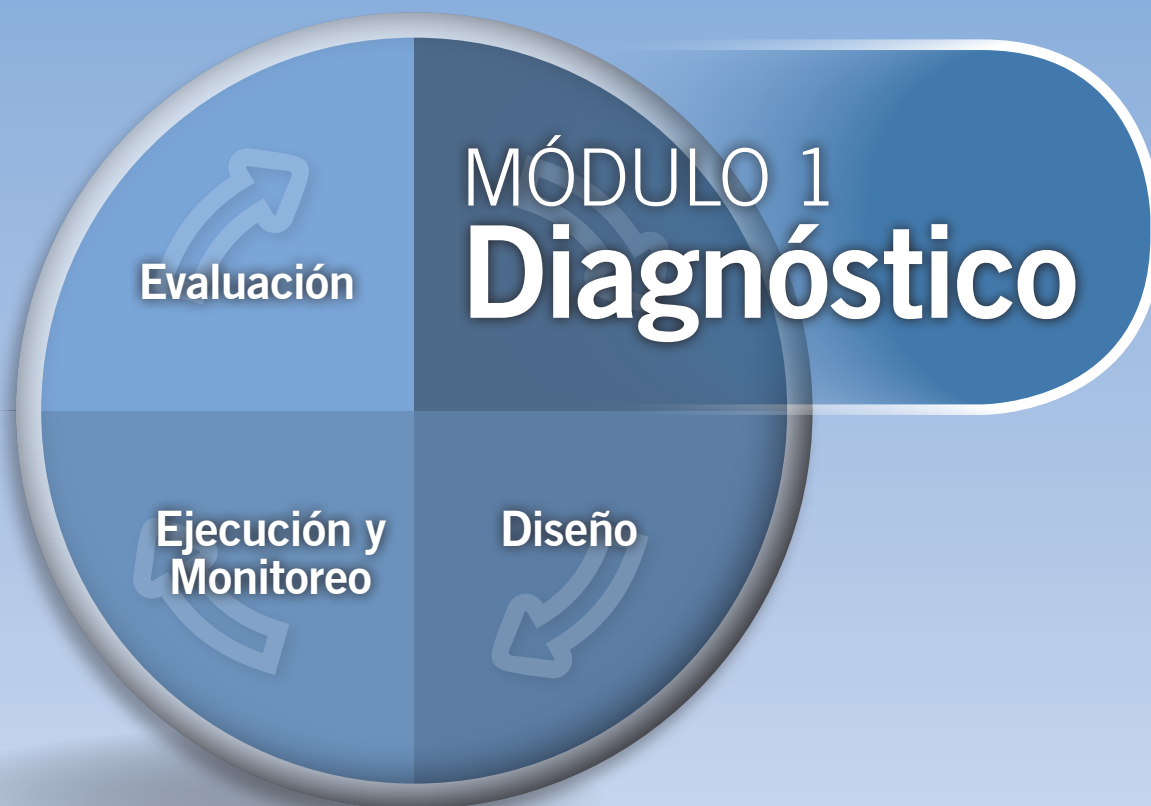 MÓDULO 1
Diagnóstico
Evaluación
Ejecución y
Monitoreo
Diseño